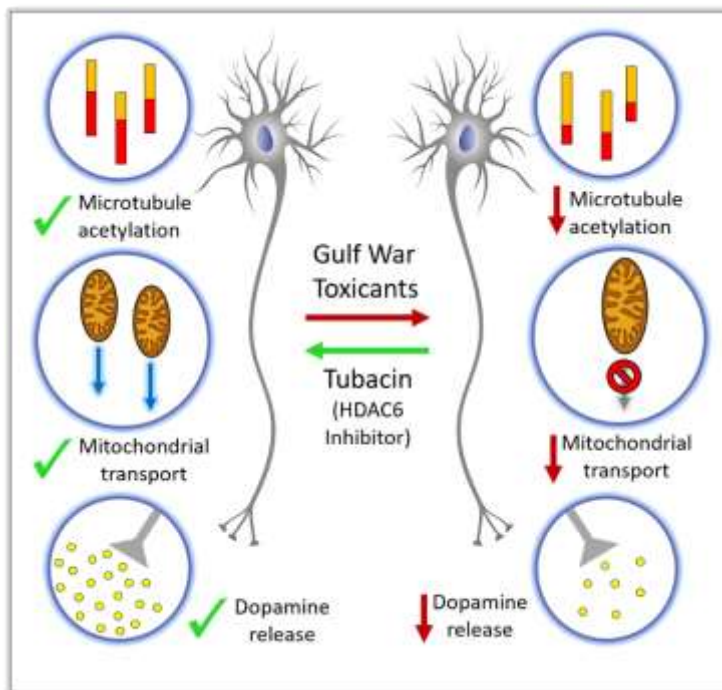 Microtubule
acetylation
Mitochondrial
transport
Dopamine
release
Gulf War
Toxicants
Tubacin
(HDAC6
Inhibitor)
Microtubule
acetylation
Mitochondrial
transport
Dopamine
release